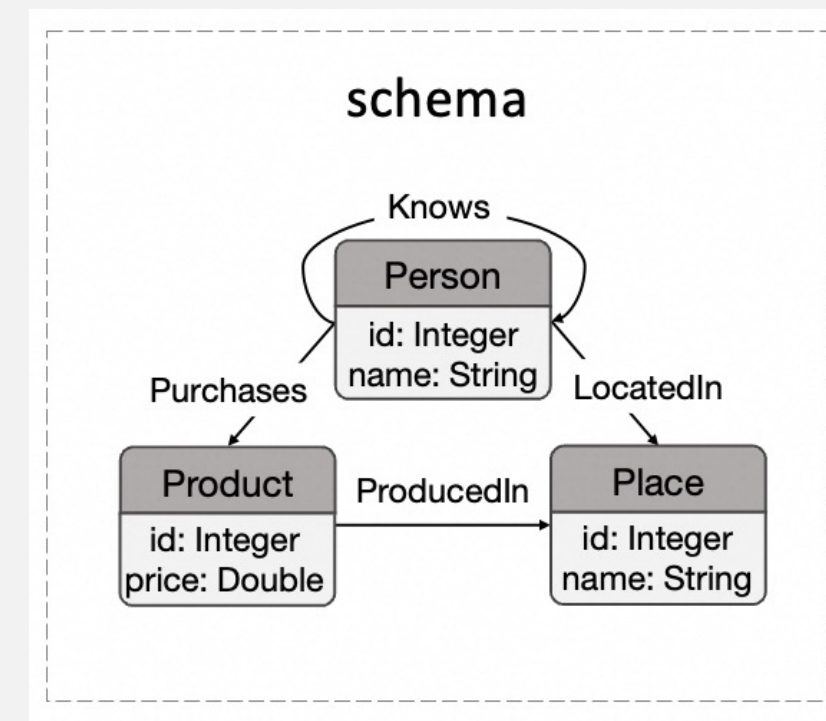 schema
Knows
Person
id: Integer
name: String
Purchases
LocatedIn
Product
id: Integer
price: Double
ProducedIn
Place
id: Integer
name: String